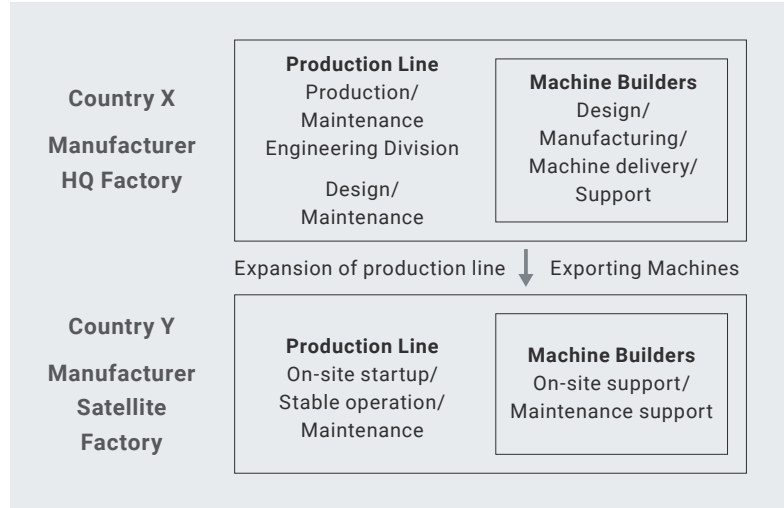 Country X
Manufacturer
HQ Factory
Production Line
Production/
Maintenance
Engineering Division
Design/
Maintenance
Machine Builders
Design/
Manufacturing/
Machine delivery/
Support
Expansion of production line
Exporting Machines
Country Y
Manufacturer
Satellite
Factory
Production Line
On-site startup/
Stable operation/
Maintenance
Machine Builders
On-site support/
Maintenance support